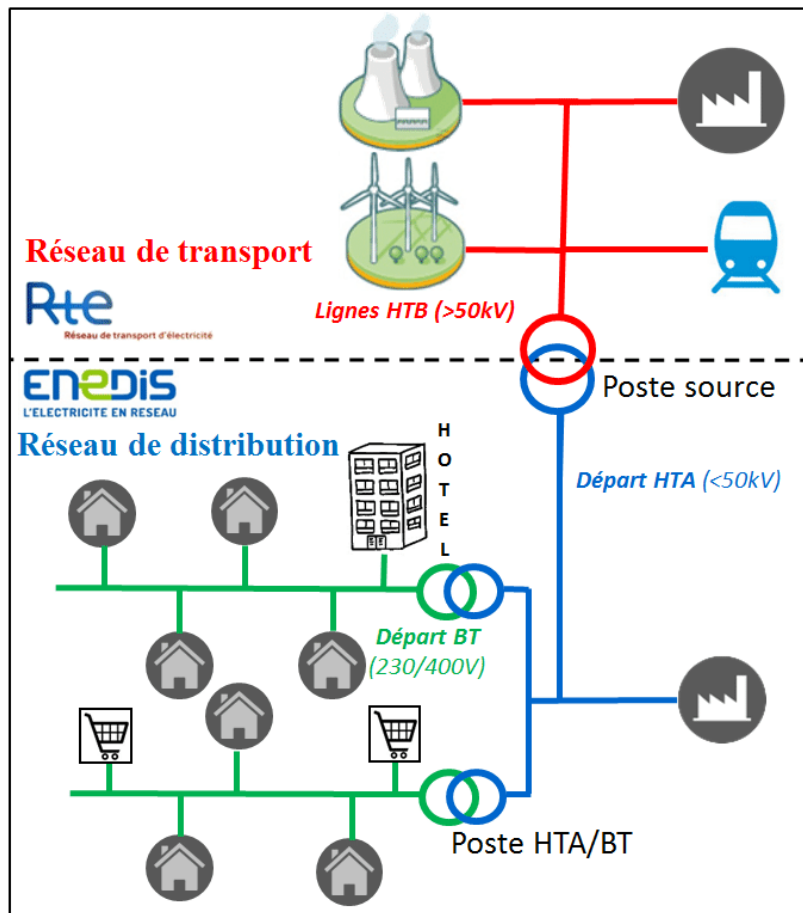 Réseau de transport
Rte
Réseau de transport d'électricité
Lignes HTB (>50kV)
Poste source
ENEDIS
L'ELECTRICITE EN RESEAU
Réseau de distribution
HOTEL
Départ HTA (<50kV)
Départ BT
(230/400V)
Poste HTA/BT